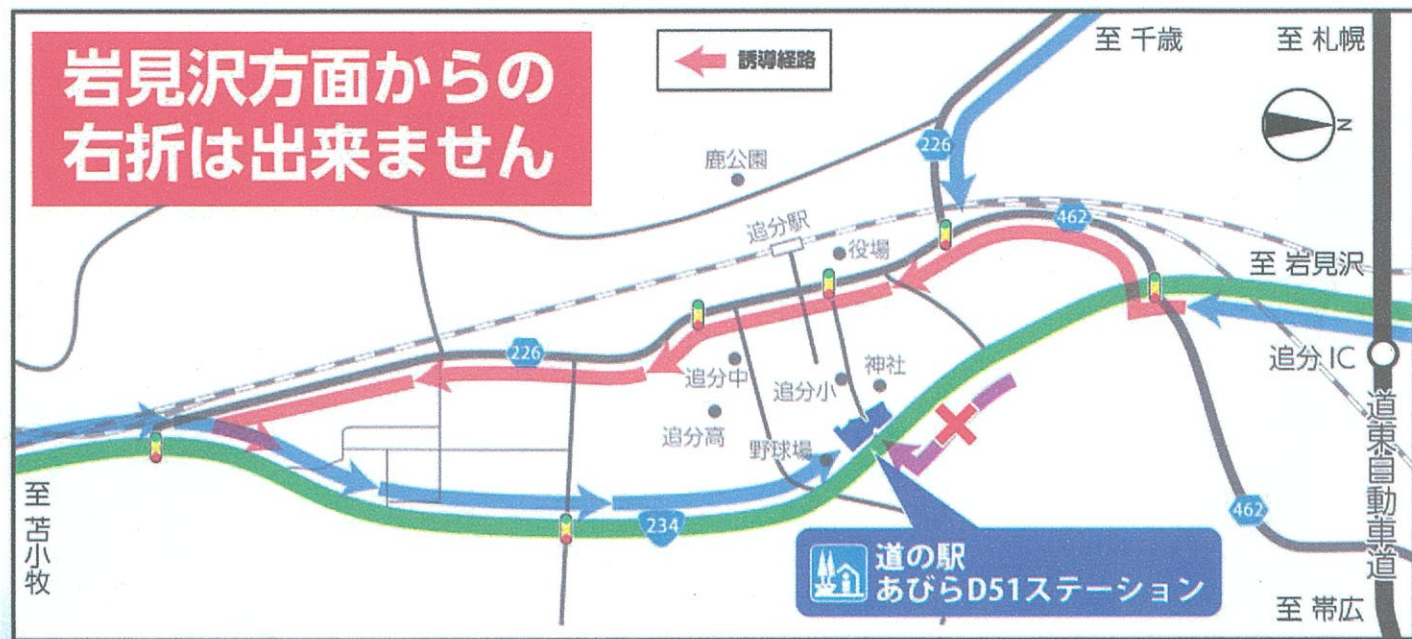 岩見沢方面からの
右折は出来ません
誘導経路
至 千歳
至 札幌
N
226
鹿公園
462
追分駅
役場
至 岩見沢
追分 IC
226
追分中
追分小
神社
追分高
野球場
道東自動車道
至 苫小牧
234
462
道の駅
あびらD51ステーション
至 帯広